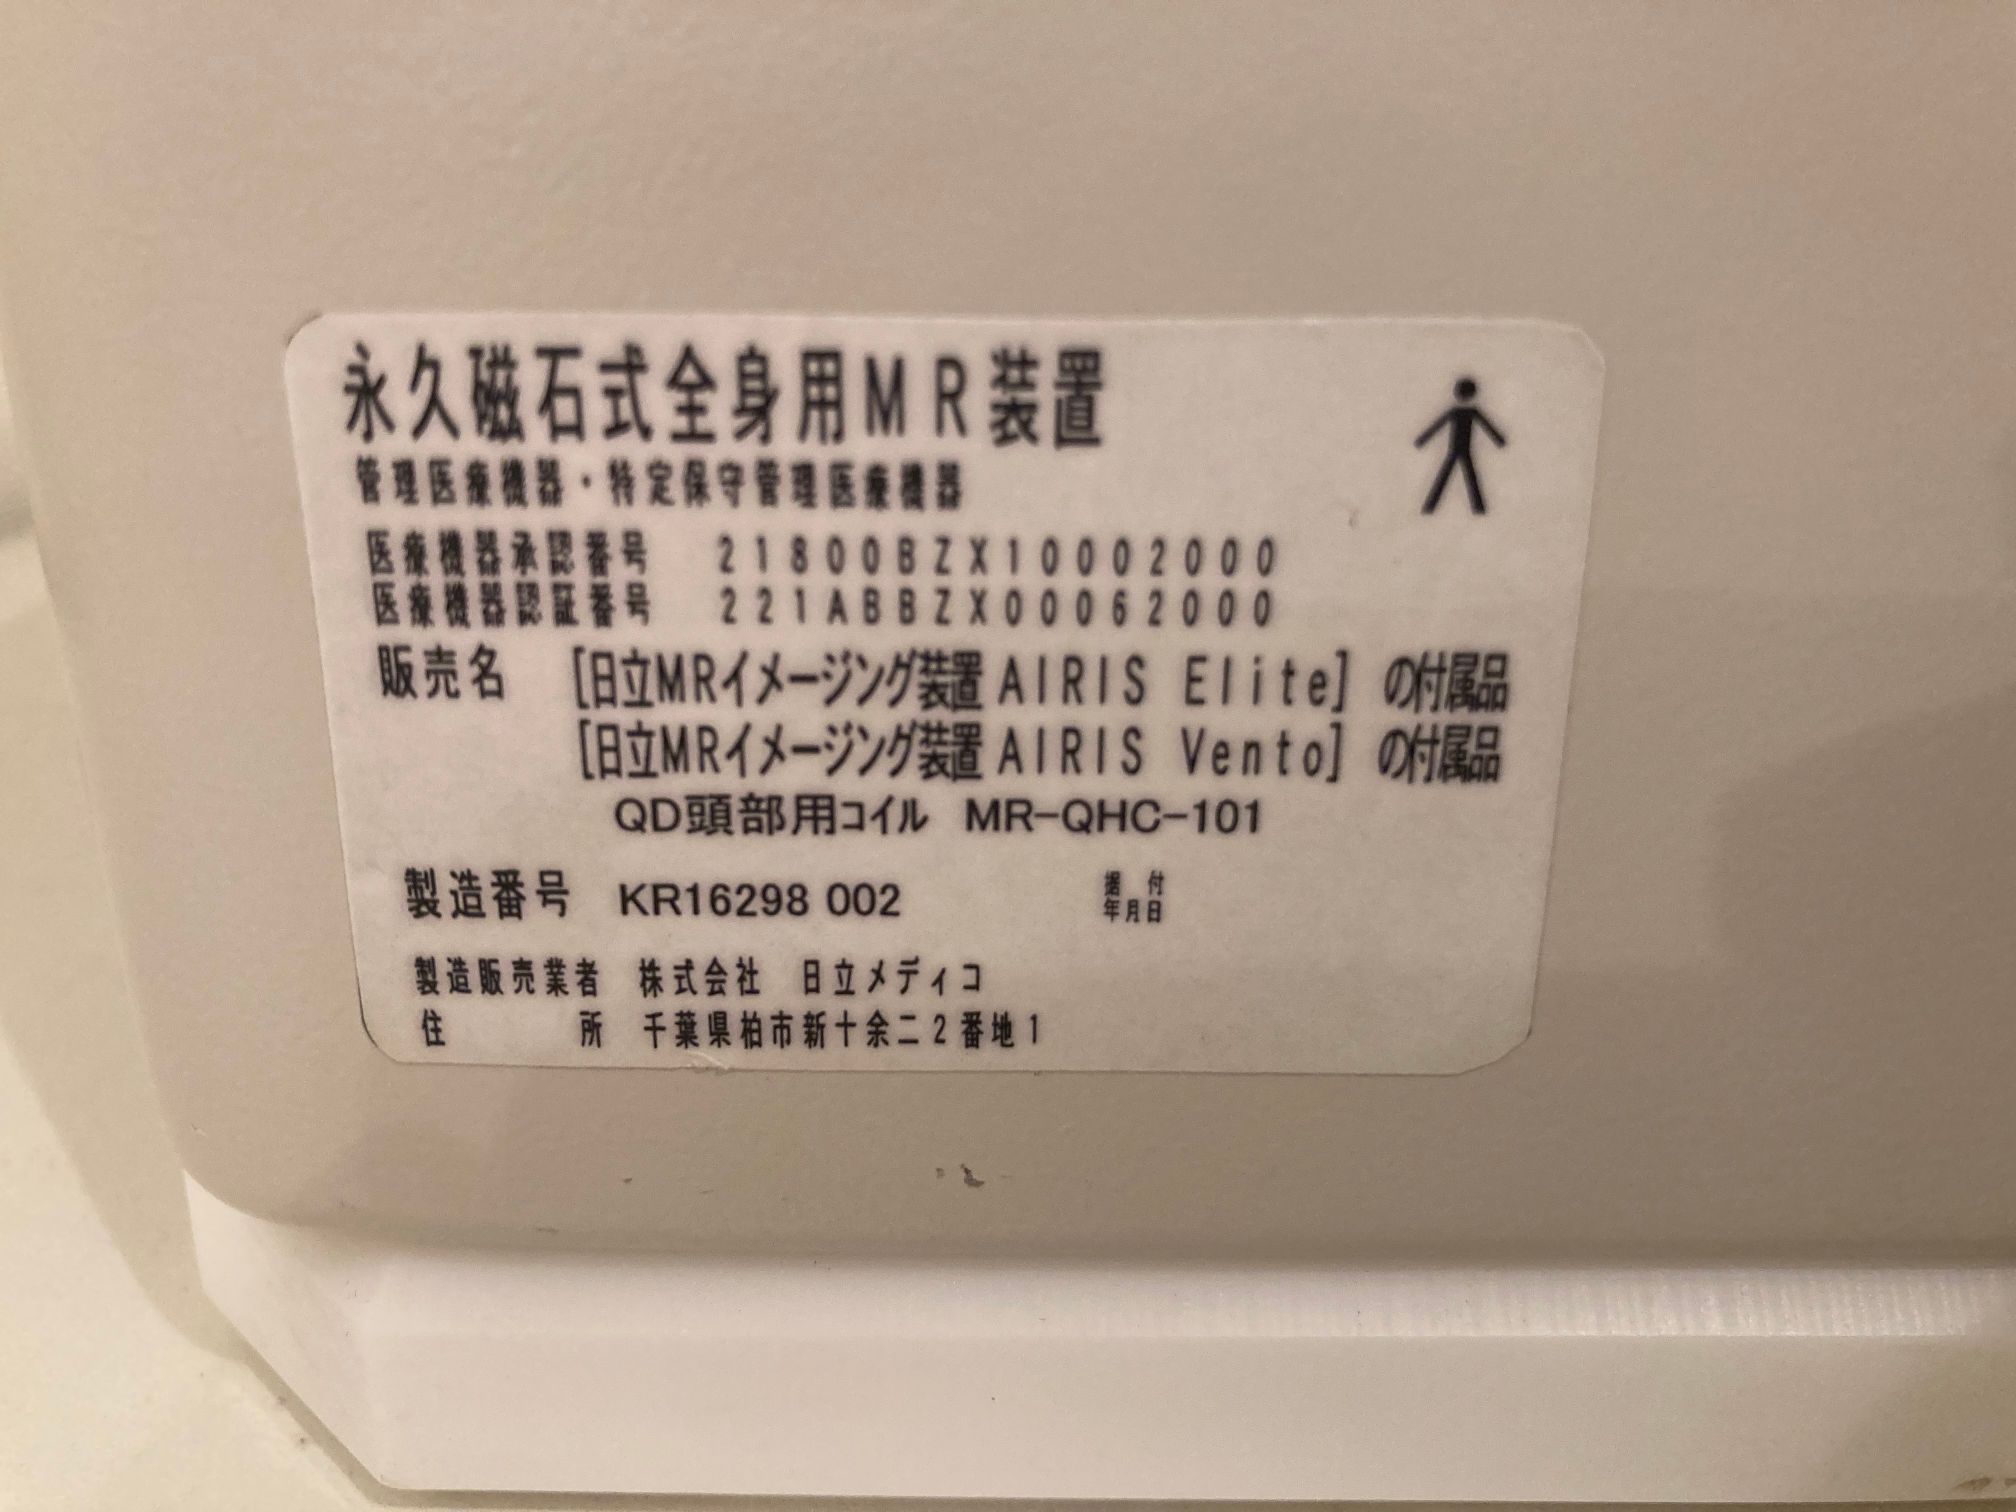 永久磁石式全身用MR装置
管理医療機器・特定保守管理医療機器
医療機器承認番号 21800BZX10002000
医療機器認証番号 221ABBZX00062000
販売名 [日立MRイメージング装置 AIRIS Elite] の付属品
[日立MRイメージング装置 AIRIS Vento] の付属品
QD頭部用コイル MR-QHC-101
製造番号 KR16298 002 据付年月日
製造販売業者 株式会社 日立メディコ
住所 千葉県柏市新十余二2番地1